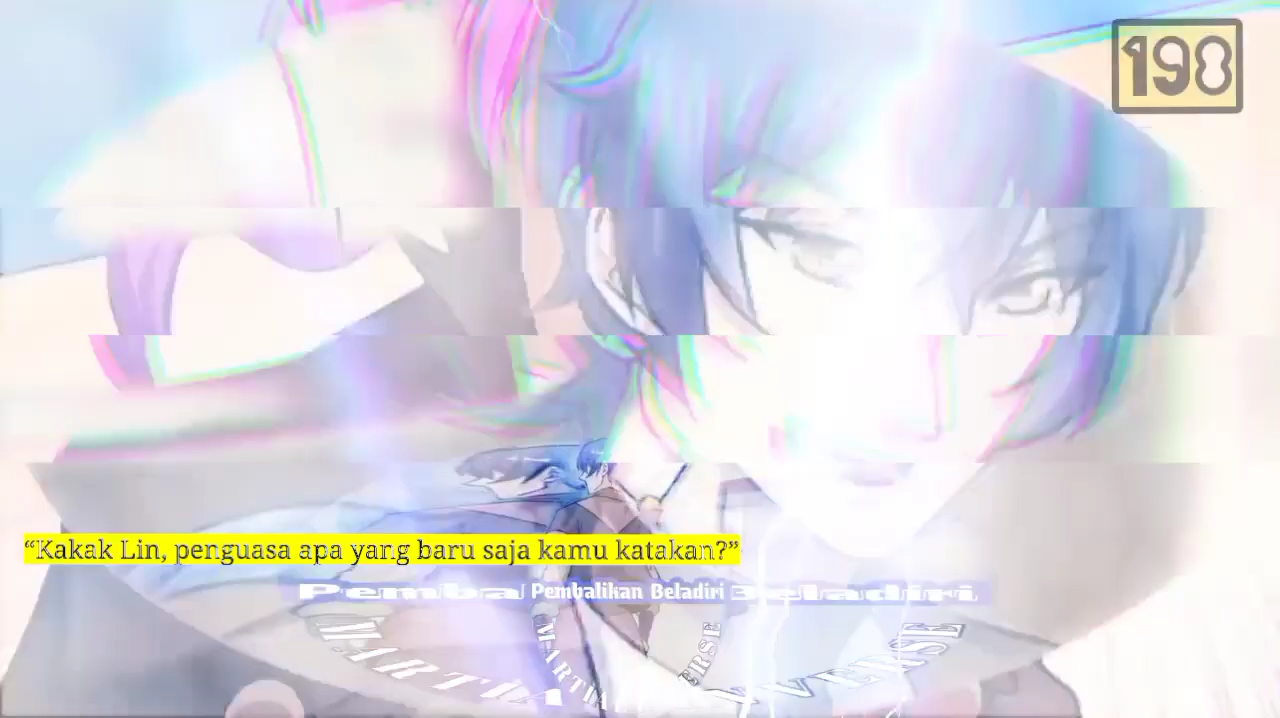 198
“Kakak Lin, penguasa apa yang baru saja kamu katakan?”
Pembalikan Beladiri